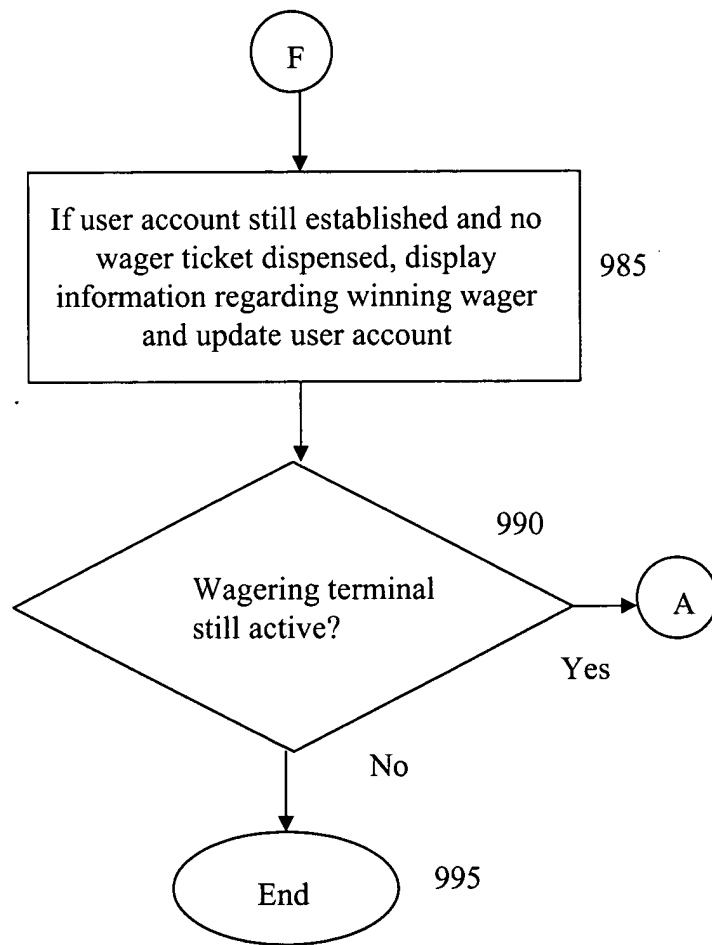 F
If user account still established and no
wager ticket dispensed, display
information regarding winning wager
and update user account
985
990
Wagering terminal
still active?
A
Yes
No
End
995